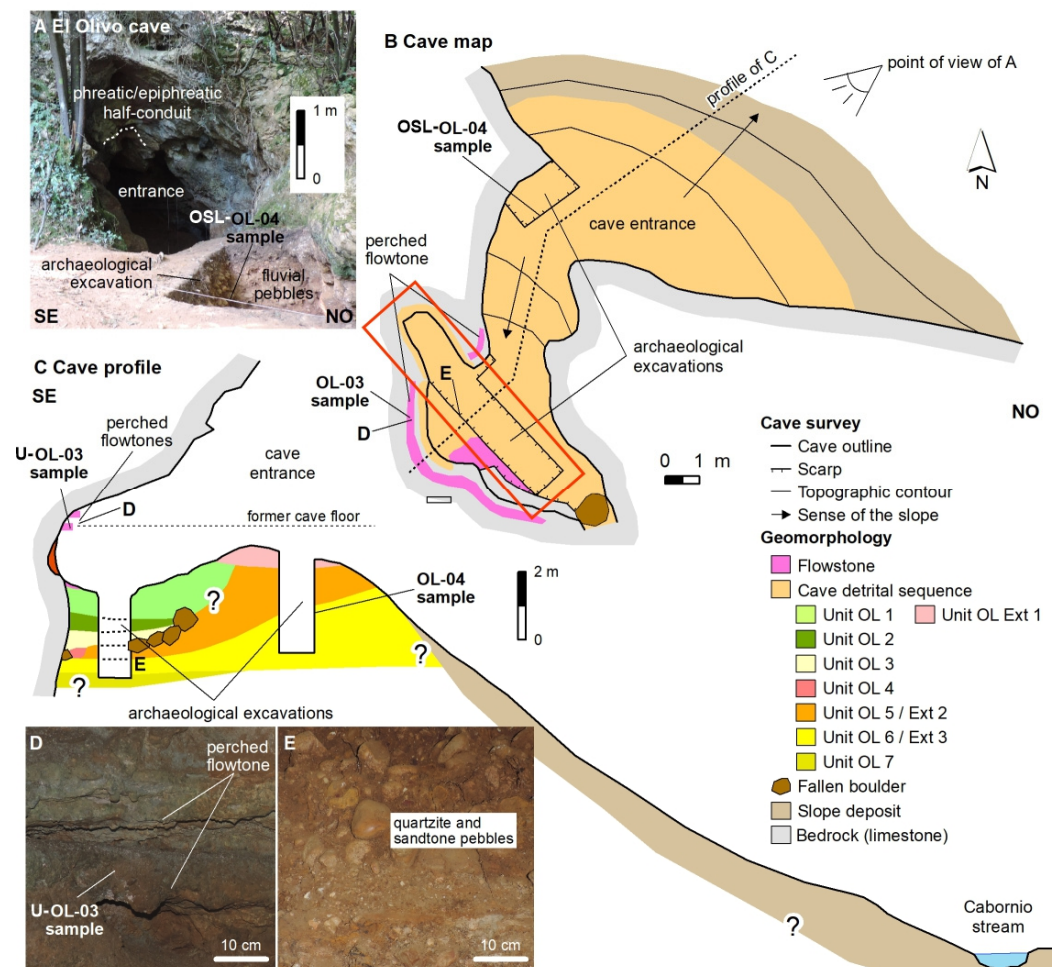 A El Olivo cave
phreatic/epiphreatic
half-conduit
1 m
0
entrance
OSL-OL-04
sample
archaeological
excavation
fluvial
pebbles
SE
NO
B Cave map
profile of C
point of view of A
OSL-OL-04
sample
N
cave entrance
perched
flowtone
archaeological
excavations
E
OL-03
sample
D
0 1 m
NO
C Cave profile
SE
perched
flowtones
U-OL-03
sample
D
cave
entrance
former cave floor
2 m
0
OL-04
sample
?
E
?
?
archaeological excavations
Cave survey
Cave outline
Scarp
Topographic contour
Sense of the slope
Geomorphology
Flowstone
Cave detrital sequence
Unit OL 1
Unit OL Ext 1
Unit OL 2
Unit OL 3
Unit OL 4
Unit OL 5 / Ext 2
Unit OL 6 / Ext 3
Unit OL 7
Fallen boulder
Slope deposit
Bedrock (limestone)
D
perched
flowtone
U-OL-03
sample
10 cm
E
quartzite and
sandtone pebbles
10 cm
?
Cabornio
stream